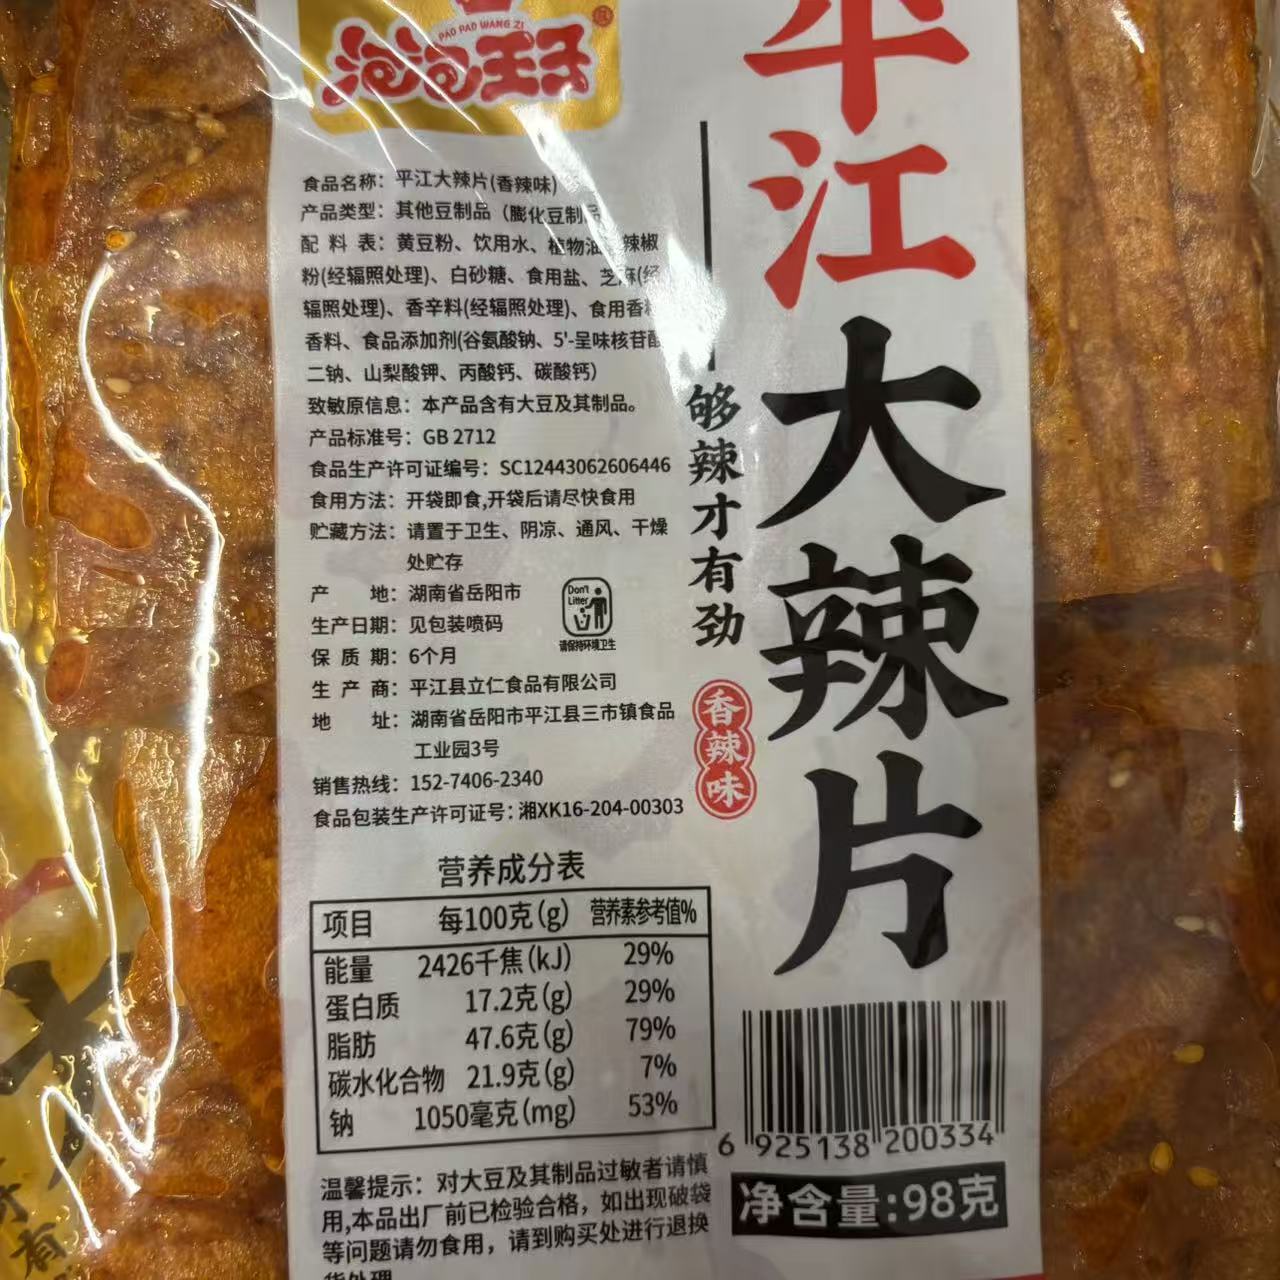 PAO PAO WANG ZI
泡泡王子
平江大辣片
够辣才有劲
香辣味
食品名称：平江大辣片(香辣味)
产品类型：其他豆制品（膨化豆制品
配料表：黄豆粉、饮用水、植物油、辣椒
粉(经辐照处理)、白砂糖、食用盐、芝麻(经
辐照处理)、香辛料(经辐照处理)、食用香精
香料、食品添加剂(谷氨酸钠、5'-呈味核苷酸
二钠、山梨酸钾、丙酸钙、碳酸钙)
致敏原信息：本产品含有大豆及其制品。
产品标准号：GB 2712
食品生产许可证编号：SC12443062606446
食用方法：开袋即食,开袋后请尽快食用
贮藏方法：请置于卫生、阴凉、通风、干燥
处贮存
产地：湖南省岳阳市
Don't
Litter
请保持环境卫生
生产日期：见包装喷码
保质期：6个月
生产商：平江县立仁食品有限公司
地址：湖南省岳阳市平江县三市镇食品
工业园3号
销售热线：152-7406-2340
食品包装生产许可证号：湘XK16-204-00303
营养成分表
项目 每100克(g) 营养素参考值%
能量 2426千焦(kJ) 29%
蛋白质 17.2克(g) 29%
脂肪 47.6克(g) 79%
碳水化合物 21.9克(g) 7%
钠 1050毫克(mg) 53%
温馨提示：对大豆及其制品过敏者请慎
用,本品出厂前已检验合格，如出现破袋
等问题请勿食用，请到购买处进行退换
货处理
6 925138 200334
净含量:98克
有